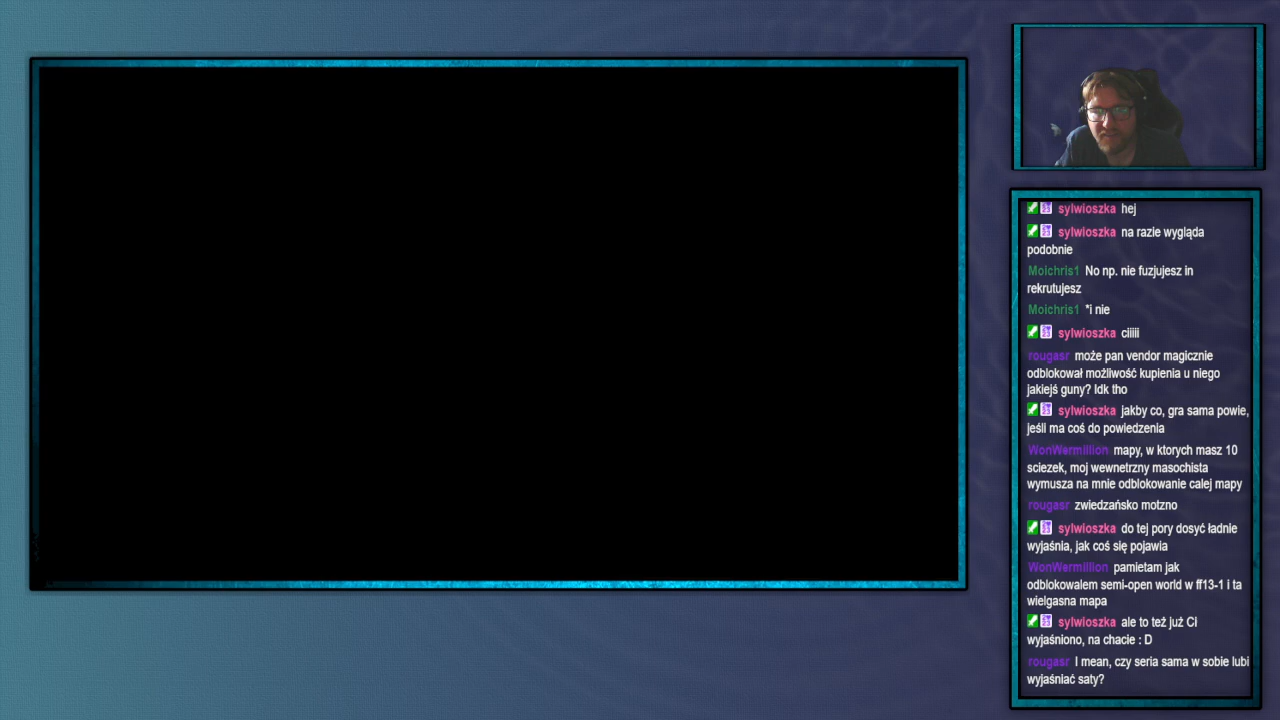 sylwioszka hej
sylwioszka na razie wygląda
podobnie
Moichris1 No np. nie fuzjujesz in
rekrutujesz
Moichris1 *i nie
sylwioszka ciiiii
rougasr może pan vendor magicznie
odblokował możliwość kupienia u niego
jakiejś guny? Idk tho
sylwioszka jakby co, gra sama powie,
jeśli ma coś do powiedzenia
WonWermillion mapy, w ktorych masz 10
sciezek, moj wewnetrzny masochista
wymusza na mnie odblokowanie calej mapy
rougasr zwiedzańsko motzno
sylwioszka do tej pory dosyć ładnie
wyjaśnia, jak coś się pojawia
WonWermillion pamietam jak
odblokowalem semi-open world w ff13-1 i ta
wielgasna mapa
sylwioszka ale to też już Ci
wyjaśniono, na chacie : D
rougasr I mean, czy seria sama w sobie lubi
wyjaśniać saty?